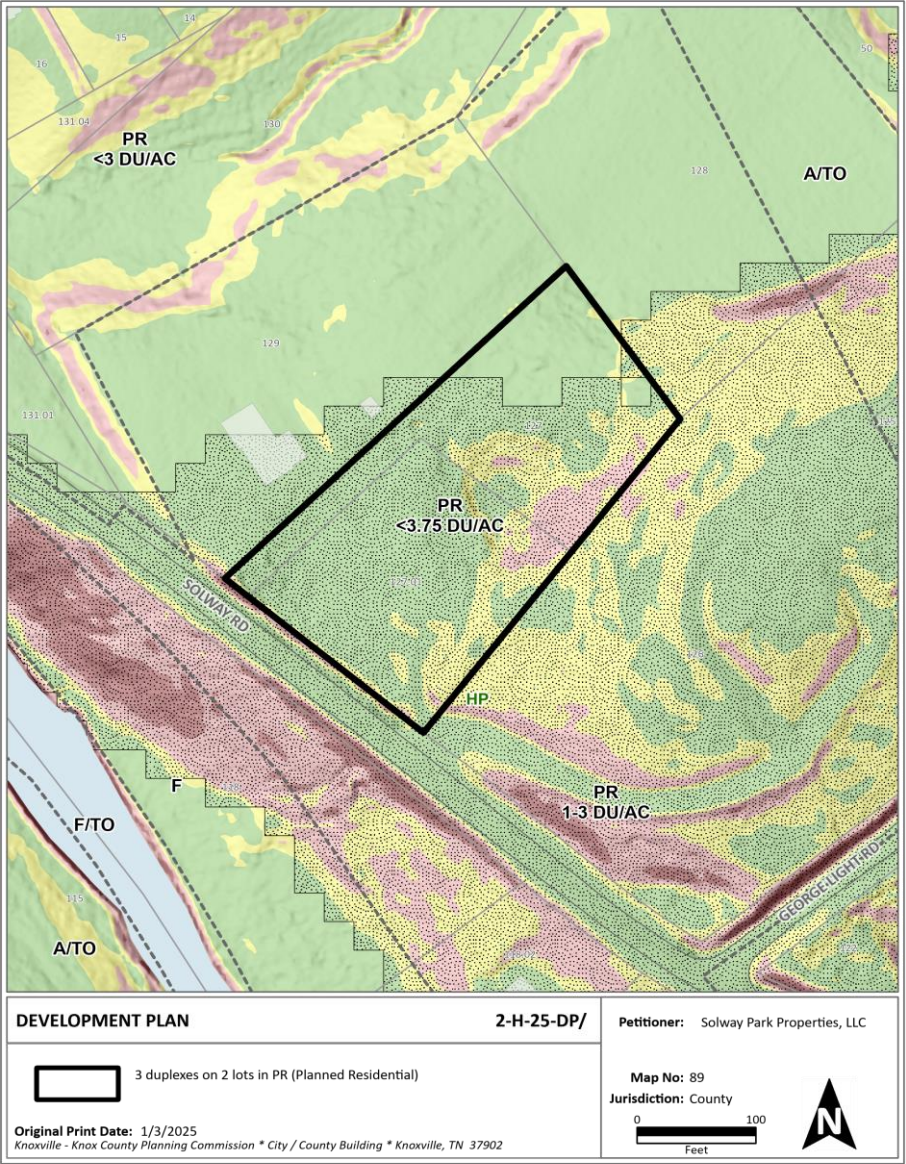 14
15
16
50
131.04
130
PR
<3 DU/AC
128
A/TO
129
131.01
127
PR
<3.75 DU/AC
127.01
SOLWAY RD
HP
F
PR
1-3 DU/AC
F/TO
GEORGE LIGHT RD
115
A/TO
DEVELOPMENT PLAN
2-H-25-DP/
3 duplexes on 2 lots in PR (Planned Residential)
Original Print Date: 1/3/2025
Knoxville - Knox County Planning Commission * City / County Building * Knoxville, TN 37902
Petitioner: Solway Park Properties, LLC
Map No: 89
Jurisdiction: County
0 100
Feet
N